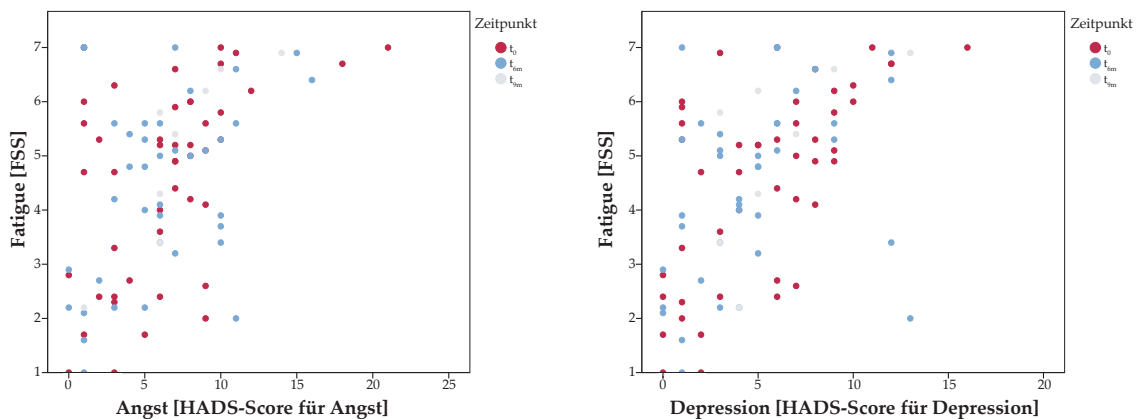 Zeitpunkt
t0
t6m
t9m
Fatigue [FSS]
7
6
5
4
3
2
1
0 5 10 15 20 25
Angst [HADS-Score für Angst]
Zeitpunkt
t0
t6m
t9m
Fatigue [FSS]
7
6
5
4
3
2
1
0 5 10 15 20
Depression [HADS-Score für Depression]